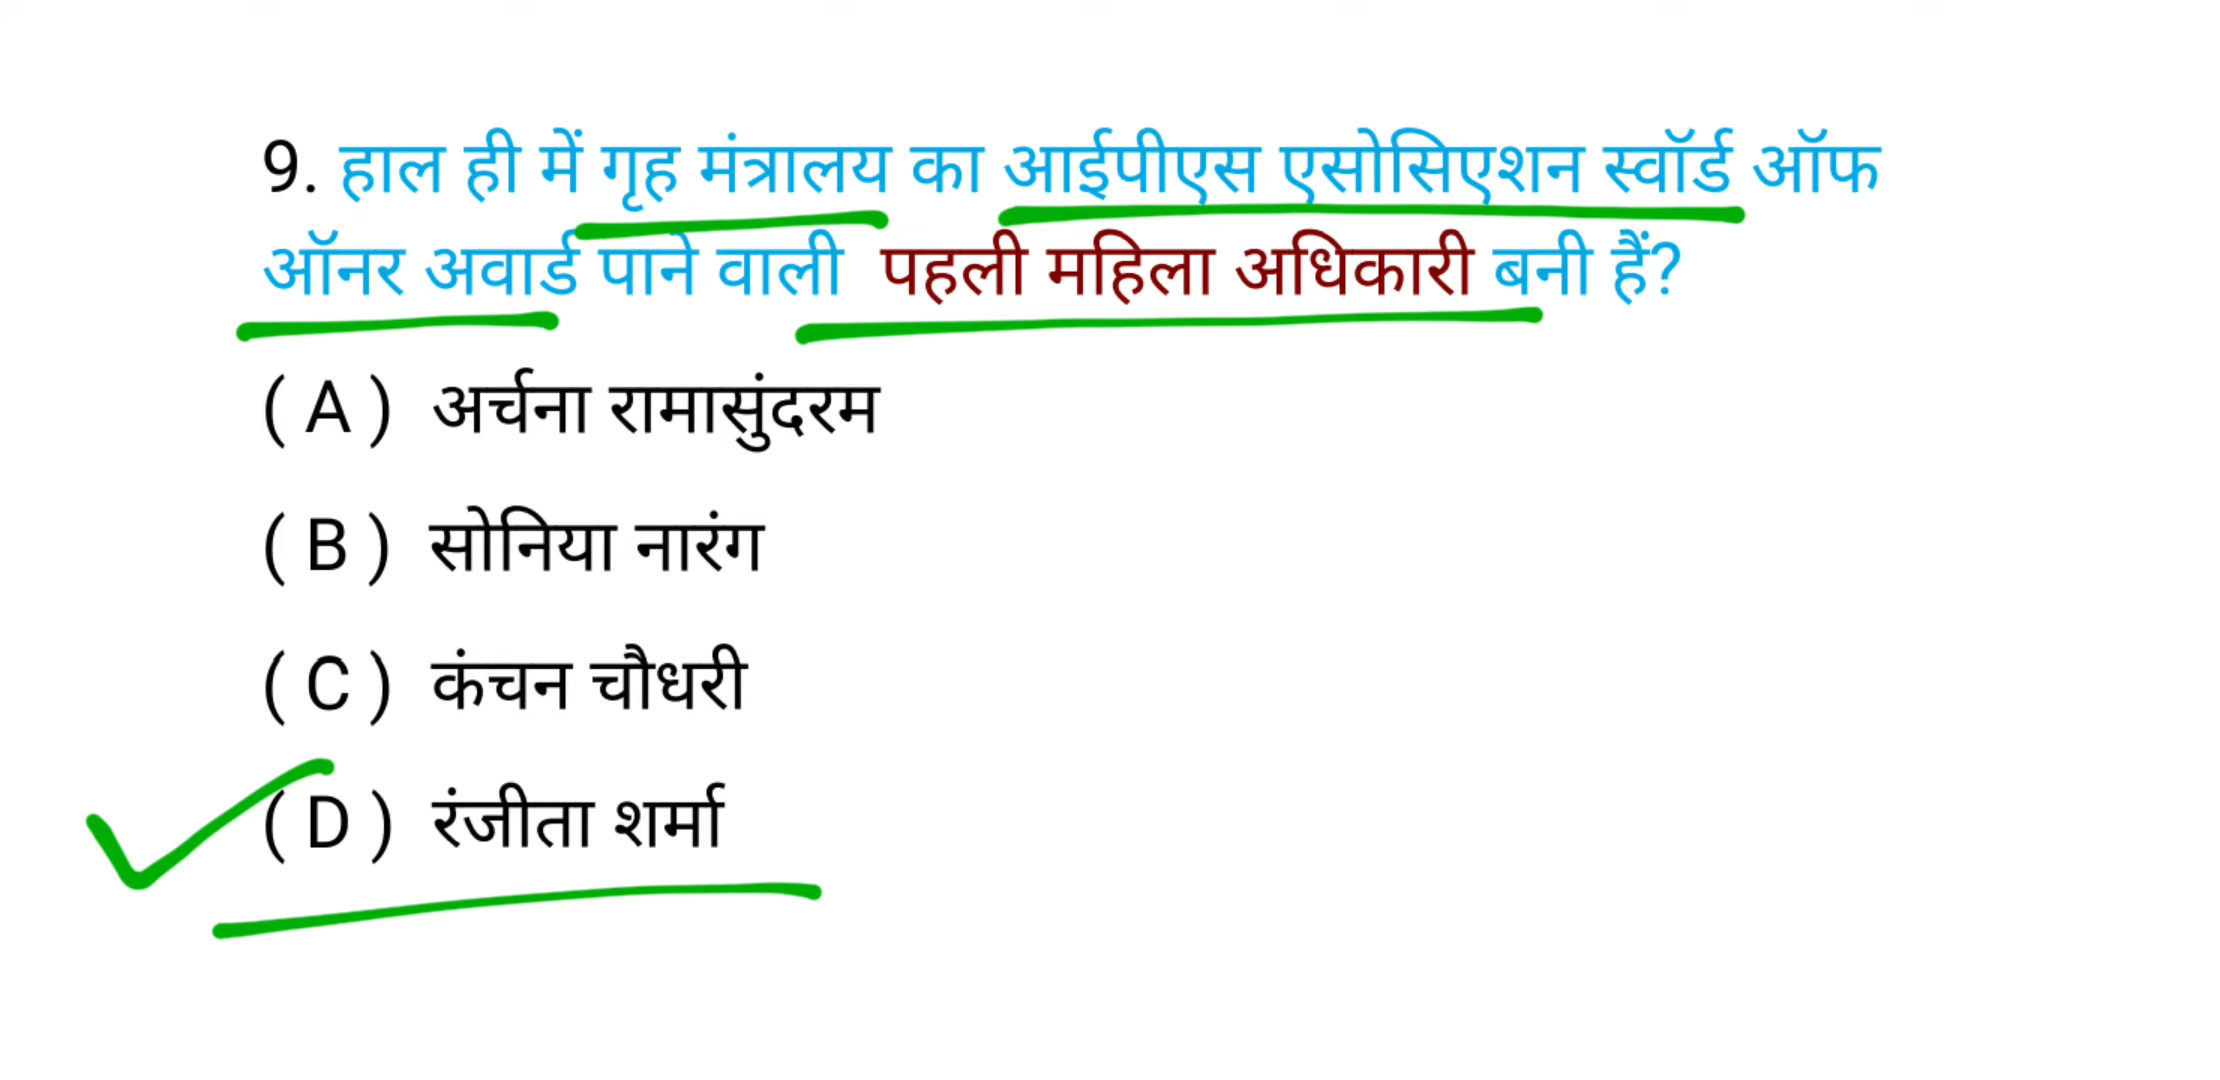 9. हाल ही में गृह मंत्रालय का आईपीएस एसोसिएशन स्वॉर्ड ऑफ
ऑनर अवार्ड पाने वाली पहली महिला अधिकारी बनी हैं?
( A ) अर्चना रामासुंदरम
( B ) सोनिया नारंग
( C ) कंचन चौधरी
( D ) रंजीता शर्मा